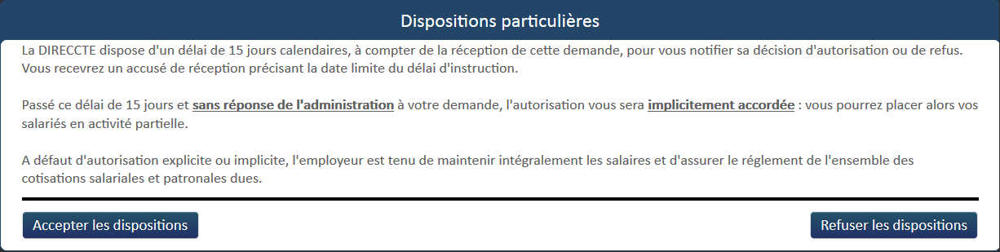 Dispositions particulières
La DIRECCTE dispose d'un délai de 15 jours calendaires, à compter de la réception de cette demande, pour vous notifier sa décision d'autorisation ou de refus.
Vous recevrez un accusé de réception précisant la date limite du délai d'instruction.
Passé ce délai de 15 jours et sans réponse de l'administration à votre demande, l'autorisation vous sera implicitement accordée : vous pourrez placer alors vos
salariés en activité partielle.
A défaut d'autorisation explicite ou implicite, l'employeur est tenu de maintenir intégralement les salaires et d'assurer le réglement de l'ensemble des
cotisations salariales et patronales dues.
Accepter les dispositions
Refuser les dispositions